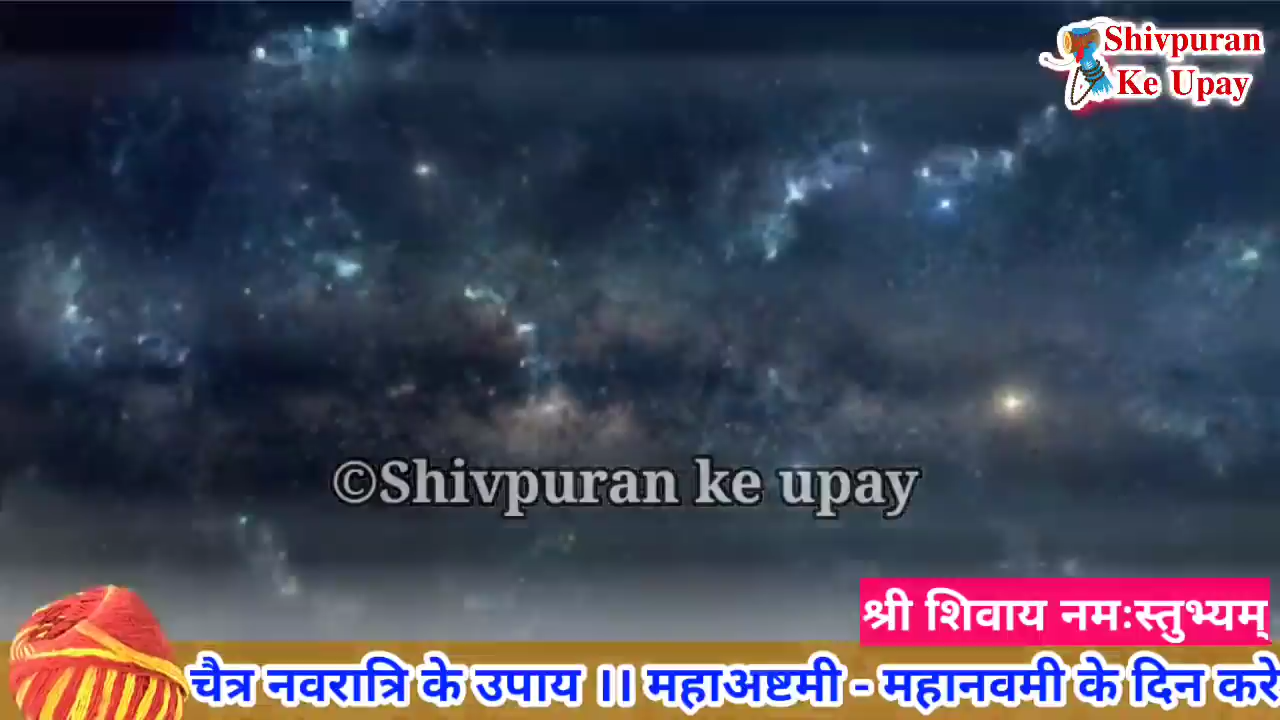 Shivpuran
Ke Upay
©Shivpuran ke upay
श्री शिवाय नमःस्तुभ्यम्
चैत्र नवरात्रि के उपाय ।। महाअष्टमी - महानवमी के दिन करे